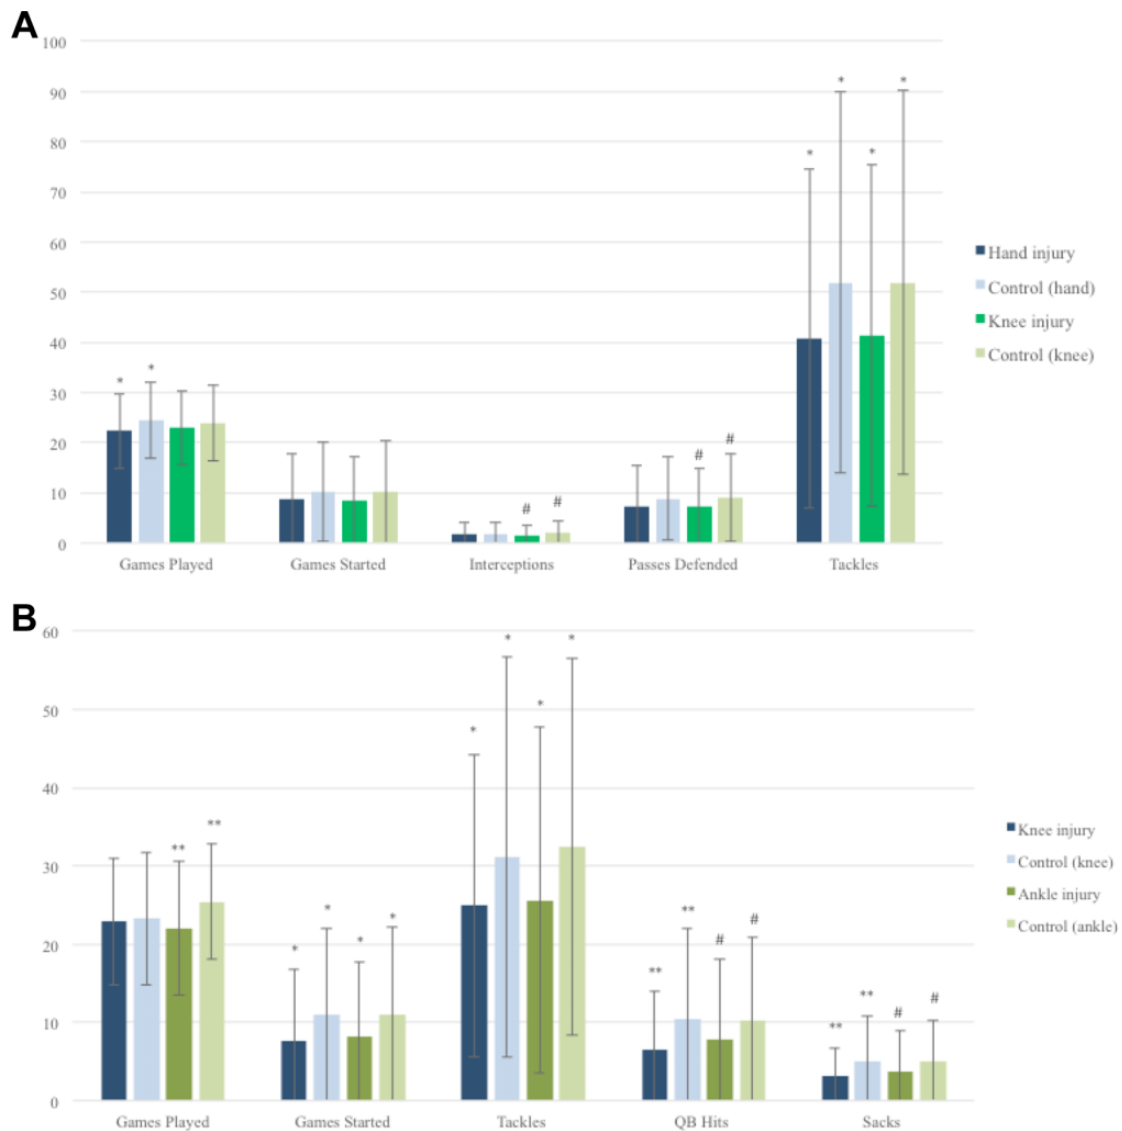 A
100
90
80
70
60
50
40
30
20
10
0
* * # # # # * * * *
Games Played Games Started Interceptions Passes Defended Tackles
Hand injury
Control (hand)
Knee injury
Control (knee)
B
60
50
40
30
20
10
0
** ** * * * * * * * * ** ** # # ** ** # #
Games Played Games Started Tackles QB Hits Sacks
Knee injury
Control (knee)
Ankle injury
Control (ankle)